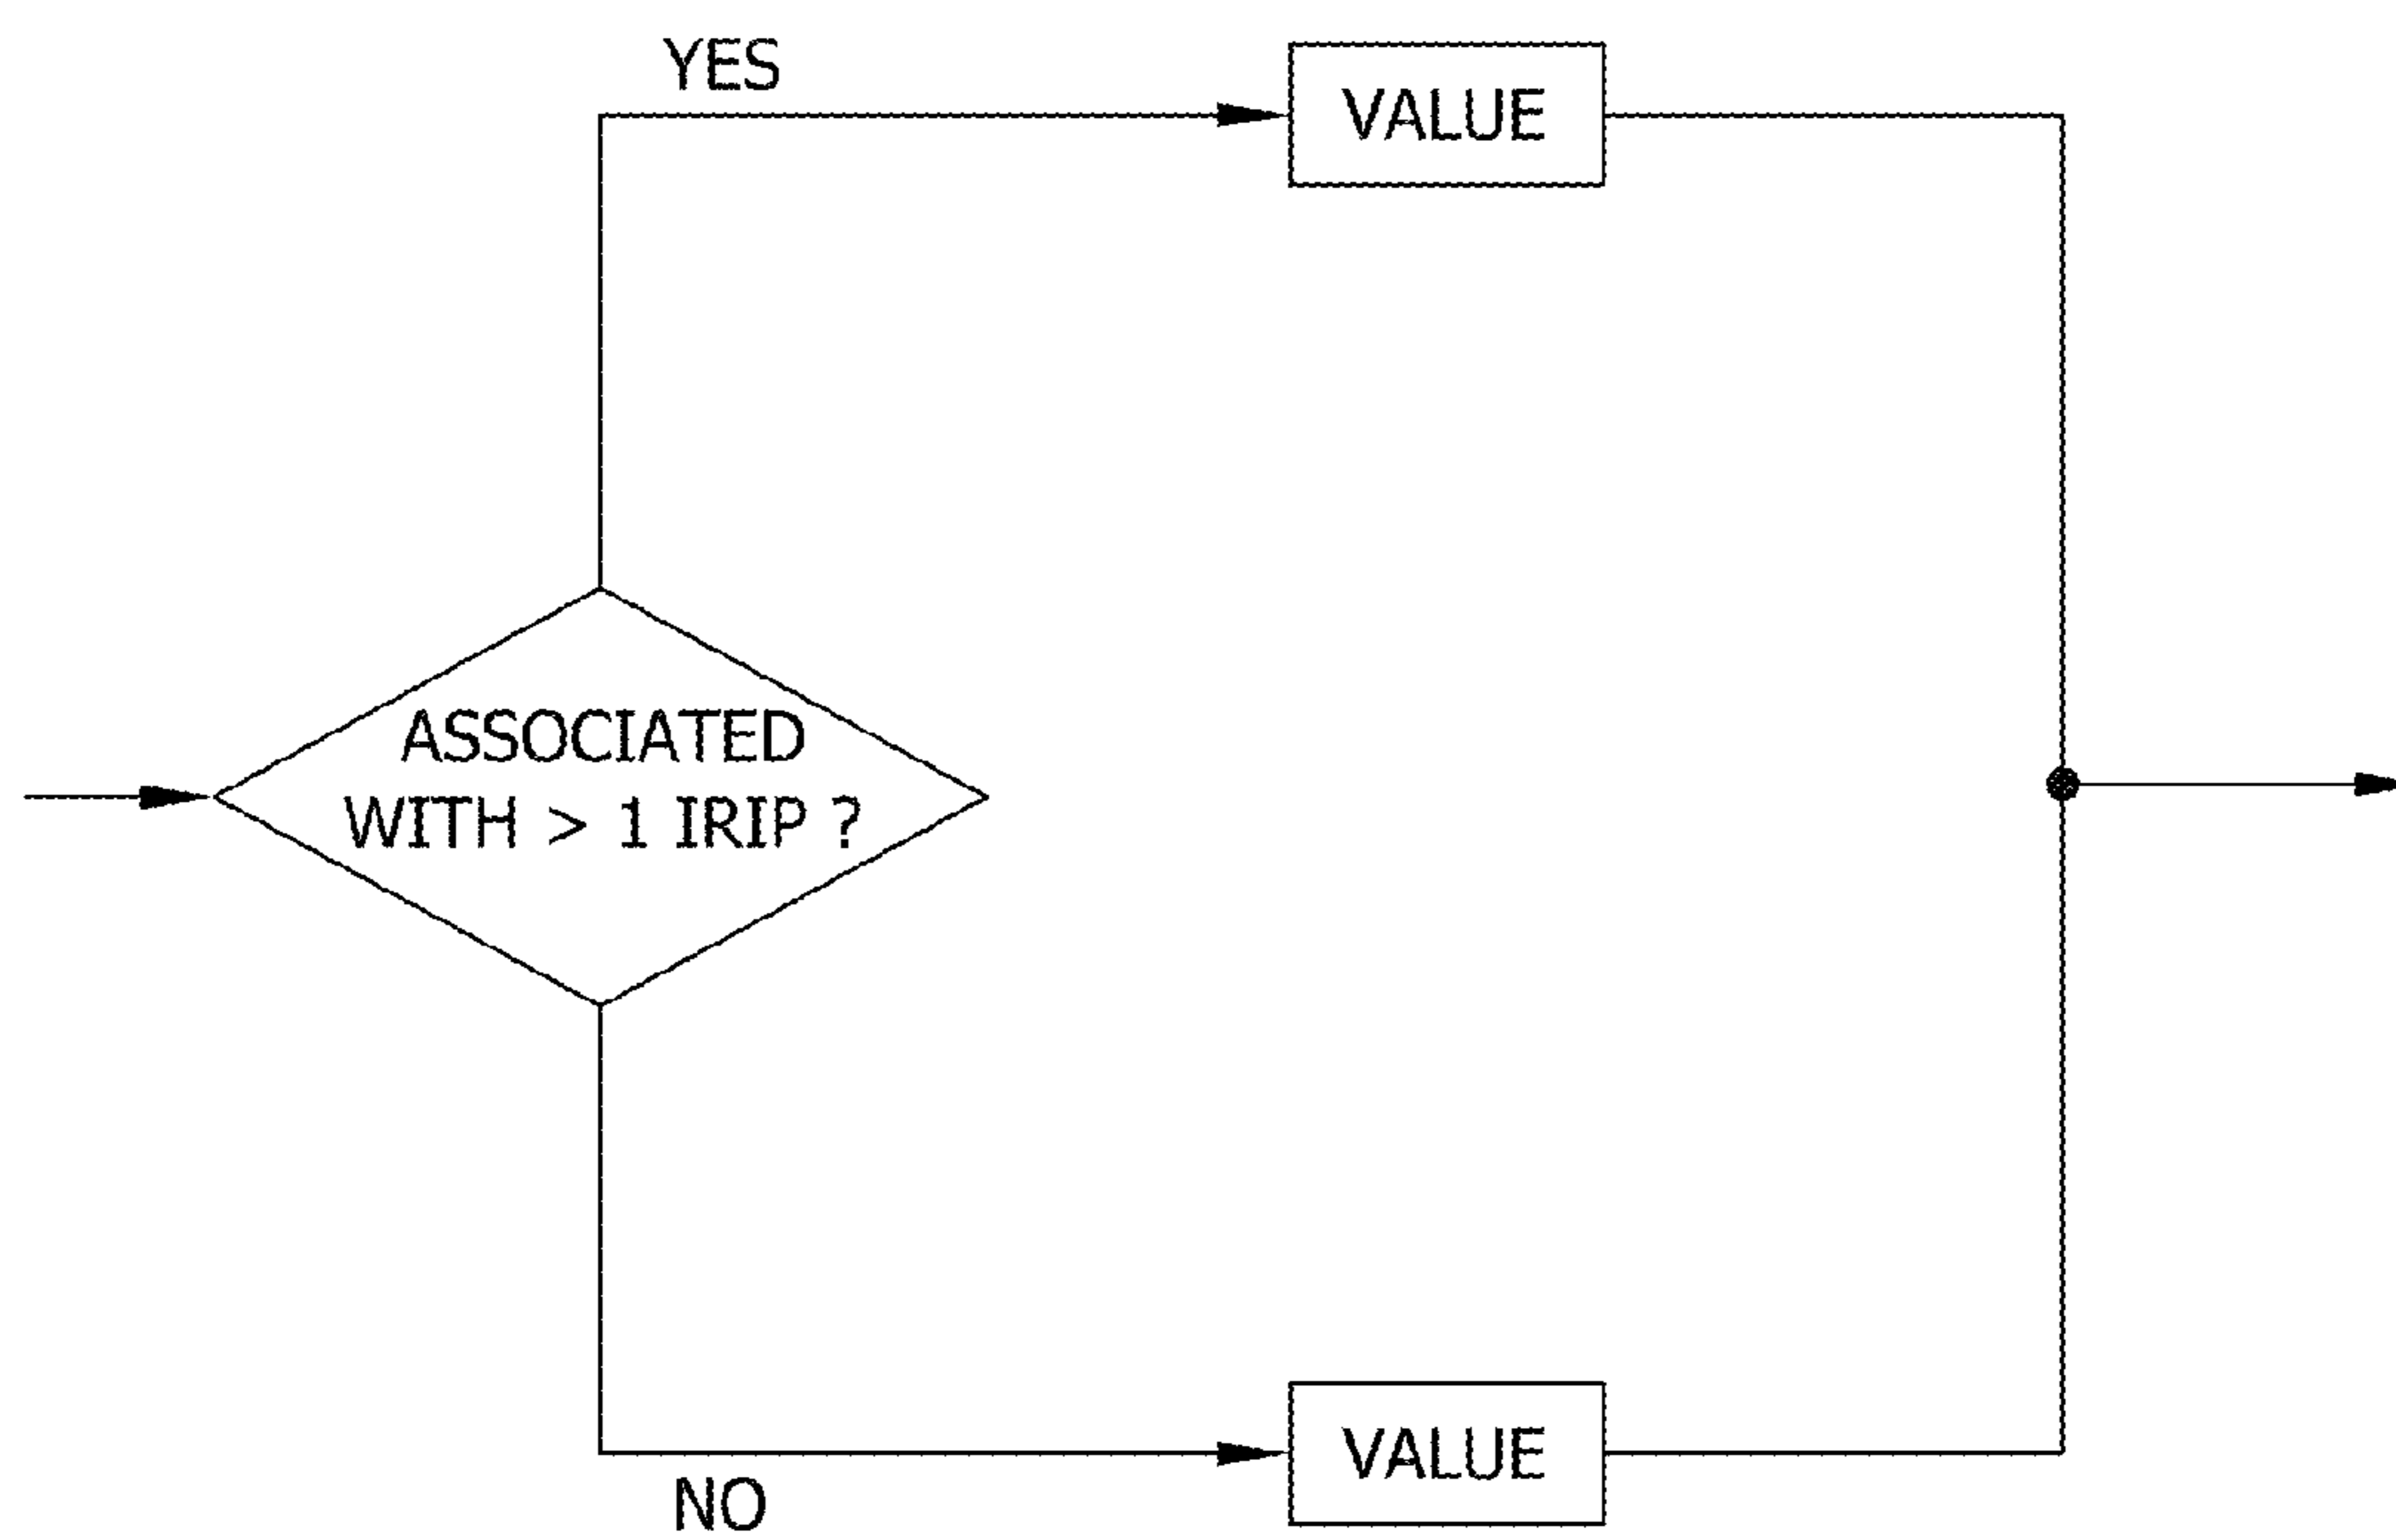 YES
VALUE
ASSOCIATED
WITH > 1 IRIP ?
VALUE
NO